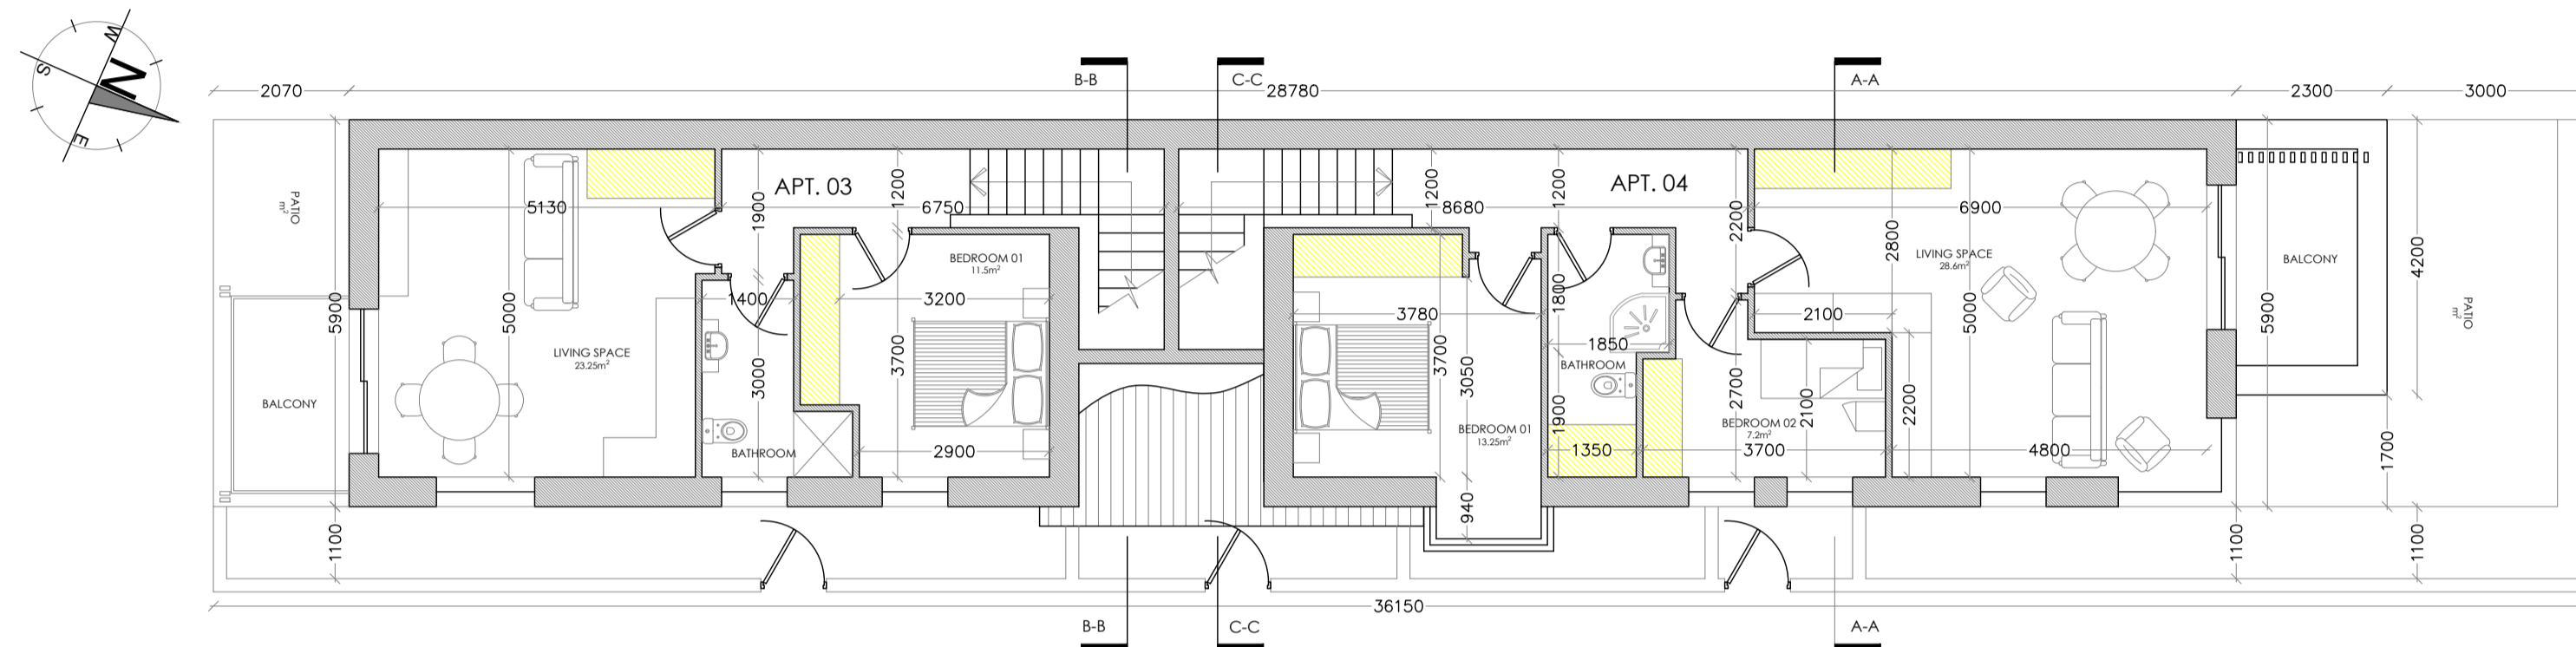 W
N
S
E
B-B
C-C
A-A
2070
28780
2300
3000
PATIO
m²
5900
5130
APT. 03
1900
1200
6750
APT. 04
1200
1200
8680
2200
6900
2800
LIVING SPACE
28.6m²
BALCONY
4200
5900
PATIO
m²
BEDROOM 01
11.5m²
5000
1400
3200
3700
3000
LIVING SPACE
23.25m²
BALCONY
BATHROOM
2900
3780
3700
3050
1800
1850
BATHROOM
1900
BEDROOM 01
13.25m²
1350
940
2700
2100
2100
BEDROOM 02
7.2m²
3700
2200
5000
4800
1700
1100
1100
1100
36150
B-B
C-C
A-A